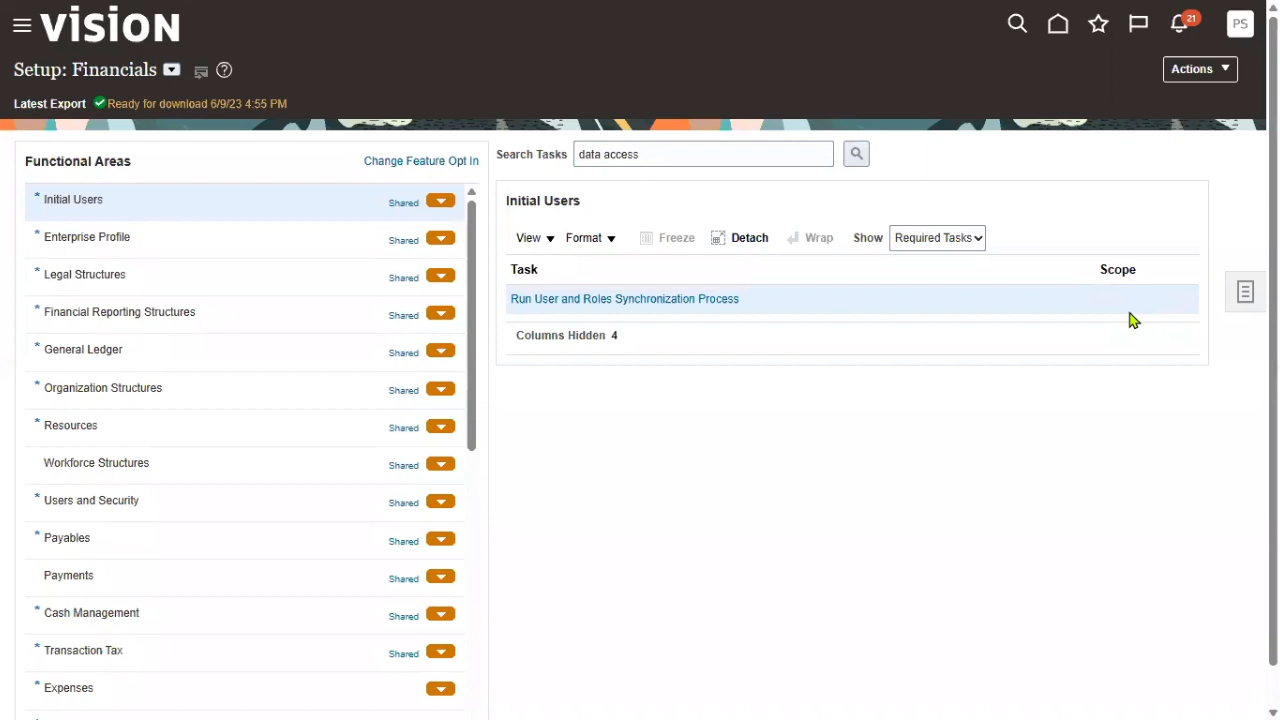 VISION
21
PS
Setup: Financials
Actions
Latest Export Ready for download 6/9/23 4:55 PM
Functional Areas
Change Feature Opt In
* Initial Users Shared
* Enterprise Profile Shared
* Legal Structures Shared
* Financial Reporting Structures Shared
* General Ledger Shared
* Organization Structures Shared
* Resources Shared
Workforce Structures Shared
* Users and Security Shared
* Payables Shared
Payments Shared
* Cash Management Shared
* Transaction Tax Shared
* Expenses
Search Tasks data access
Initial Users
View Format Freeze Detach Wrap Show Required Tasks
Task Scope
Run User and Roles Synchronization Process
Columns Hidden 4